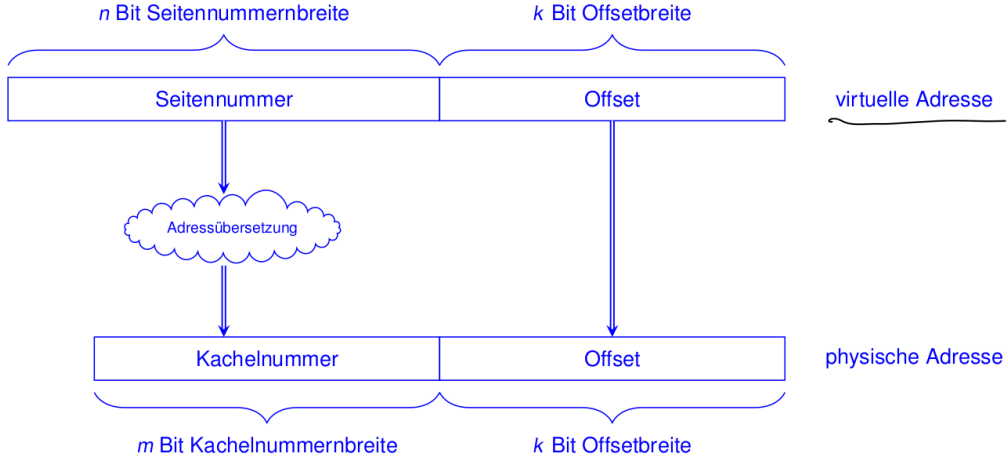 n Bit Seitennummernbreite
k Bit Offsetbreite
Seitennummer
Offset
virtuelle Adresse
Adressübersetzung
Kachelnummer
Offset
physische Adresse
m Bit Kachelnummernbreite
k Bit Offsetbreite